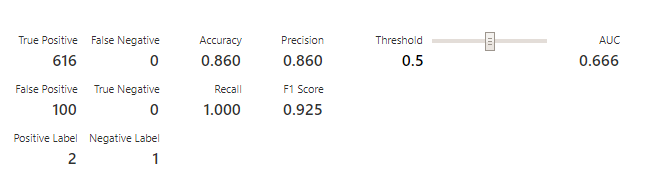 True Positive False Negative Accuracy Precision Threshold AUC
616 0 0.860 0.860 0.5 0.666
False Positive True Negative Recall F1 Score
100 0 1.000 0.925
Positive Label Negative Label
2 1